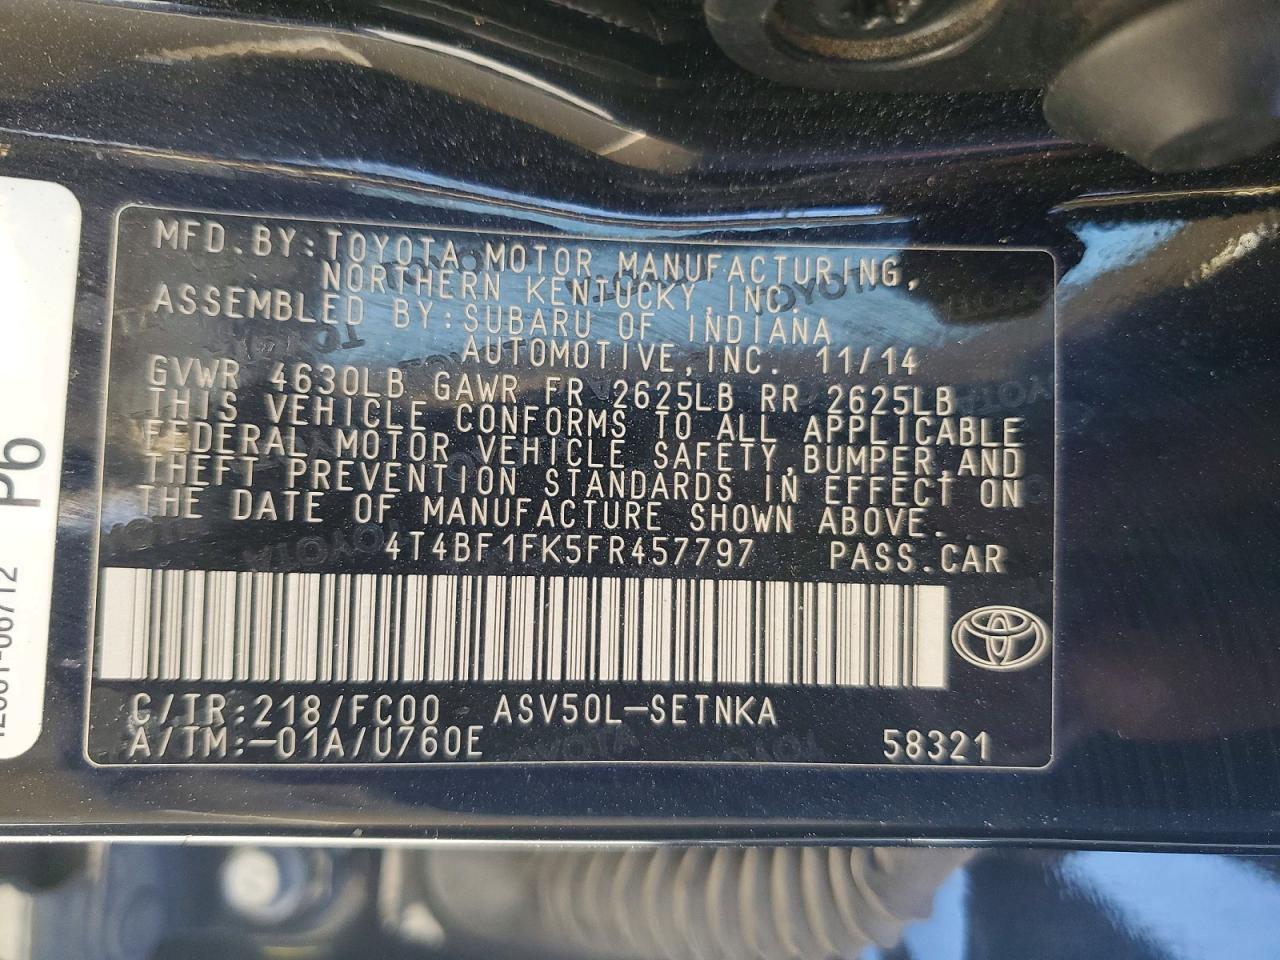 MFD.BY:TOYOTA MOTOR MANUFACTURING,
NORTHERN KENTUCKY,INC.
ASSEMBLED BY:SUBARU OF INDIANA
AUTOMOTIVE,INC. 11/14
GVWR 4630LB GAWR FR 2625LB RR 2625LB
THIS VEHICLE CONFORMS TO ALL APPLICABLE
FEDERAL MOTOR VEHICLE SAFETY,BUMPER,AND
THEFT PREVENTION STANDARDS IN EFFECT ON
THE DATE OF MANUFACTURE SHOWN ABOVE.
4T4BF1FK5FR457797 PASS.CAR
C/TR:218/FC00 ASV50L-SETNKA
A/TM:-01A/U760E 58321
P6